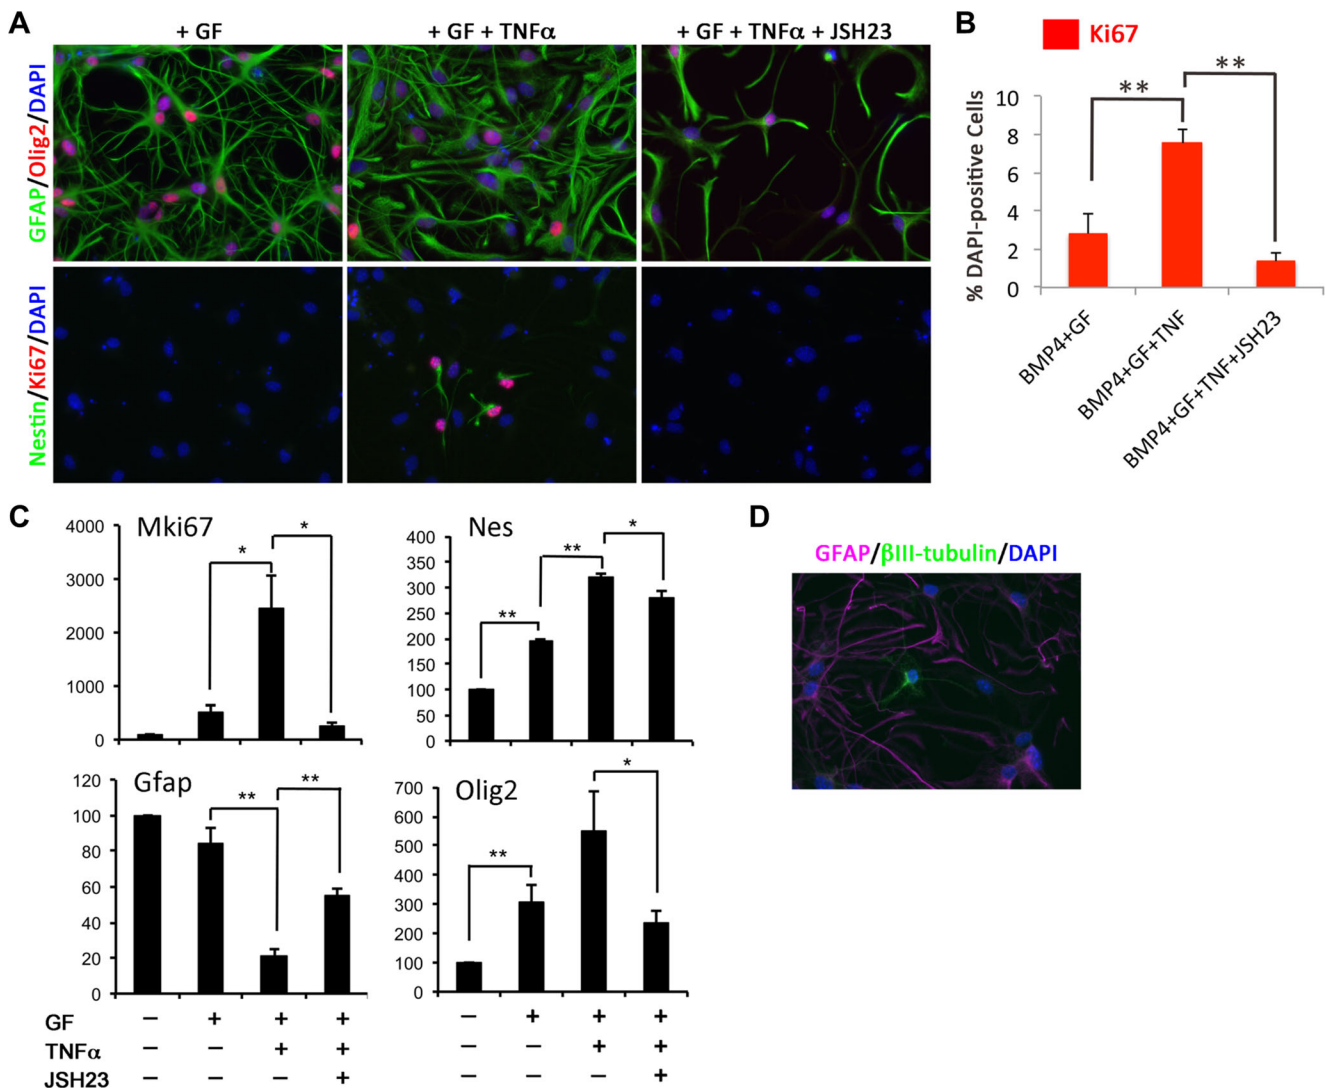 A
+ GF
+ GF + TNFα
+ GF + TNFα + JSH23
GFAP/Olig2/DAPI
Nestin/Ki67/DAPI
B
Ki67
** **
% DAPI-positive Cells
10
8
6
4
2
0
BMP4+GF
BMP4+GF+TNF
BMP4+GF+TNF+JSH23
C
Mki67
4000
3000
2000
1000
0
* *
Nes
400
350
300
250
200
150
100
50
0
** ** *
Gfap
120
100
80
60
40
20
0
** **
Olig2
700
600
500
400
300
200
100
0
** *
GF – + + + – + + +
TNFα – – + + – – + +
JSH23 – – – + – – – +
D
GFAP/βIII-tubulin/DAPI